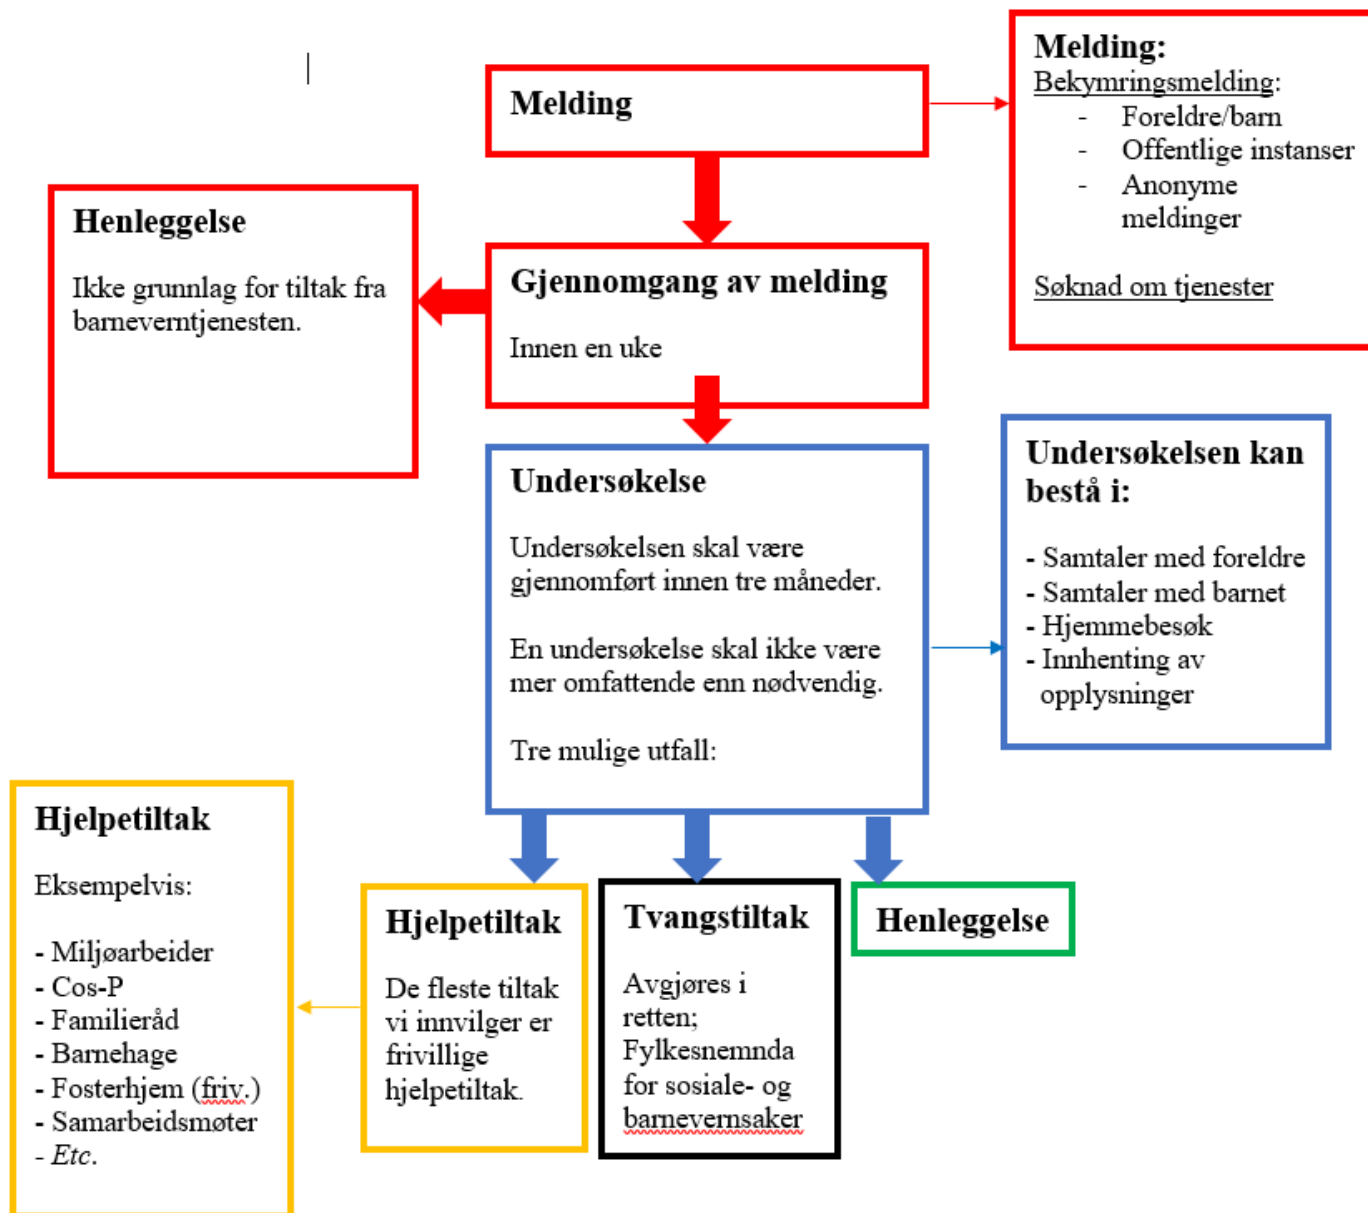 Melding
Melding:
Bekymringsmelding:
- Foreldre/barn
- Offentlige instanser
- Anonyme
meldinger
Søknad om tjenester
Henleggelse
Ikke grunnlag for tiltak fra
barneverntjenesten.
Gjennomgang av melding
Innen en uke
Undersøkelse
Undersøkelsen skal være
gjennomført innen tre måneder.
En undersøkelse skal ikke være
mer omfattende enn nødvendig.
Tre mulige utfall:
Undersøkelsen kan
bestå i:
- Samtaler med foreldre
- Samtaler med barnet
- Hjemmebesøk
- Innhenting av
opplysninger
Hjelpetiltak
Eksempelvis:
- Miljøarbeider
- Cos-P
- Familieråd
- Barnehage
- Fosterhjem (friv.)
- Samarbeidsmøter
- Etc.
Hjelpetiltak
De fleste tiltak
vi innvilger er
frivillige
hjelpetiltak.
Tvangstiltak
Avgjøres i
retten;
Fylkesnemnda
for sosiale- og
barnevernsaker
Henleggelse